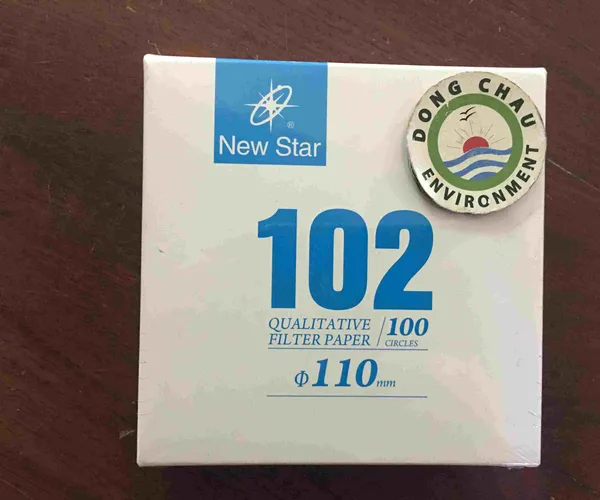 ®
New Star
DONG CHAU
ENVIRONMENT
102
QUALITATIVE
FILTER PAPER
/100
CIRCLES
Φ110mm